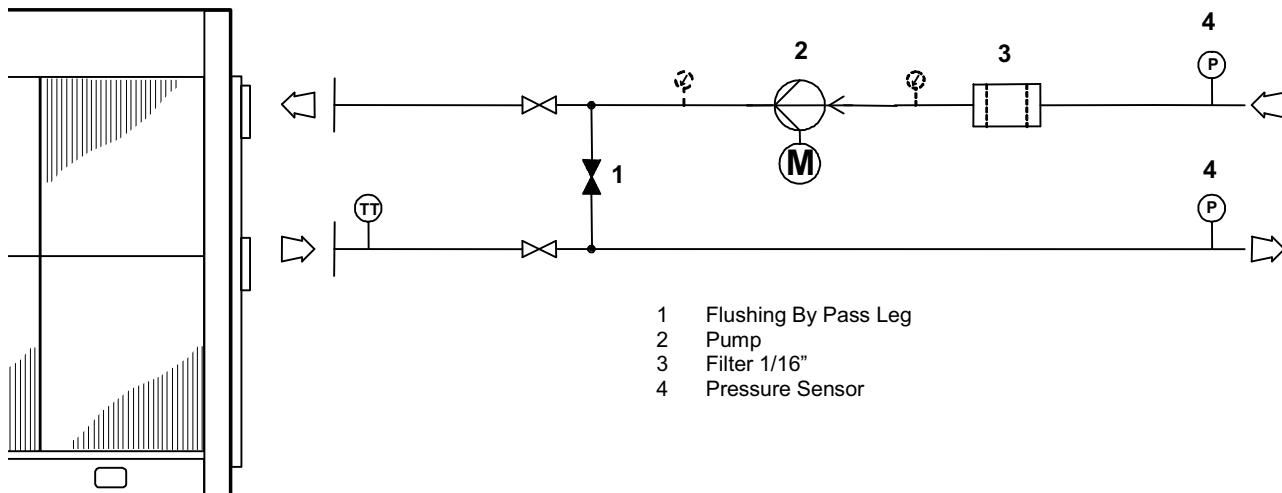 4
2
3
P
M
1
4
TT
P
1 Flushing By Pass Leg
2 Pump
3 Filter 1/16”
4 Pressure Sensor